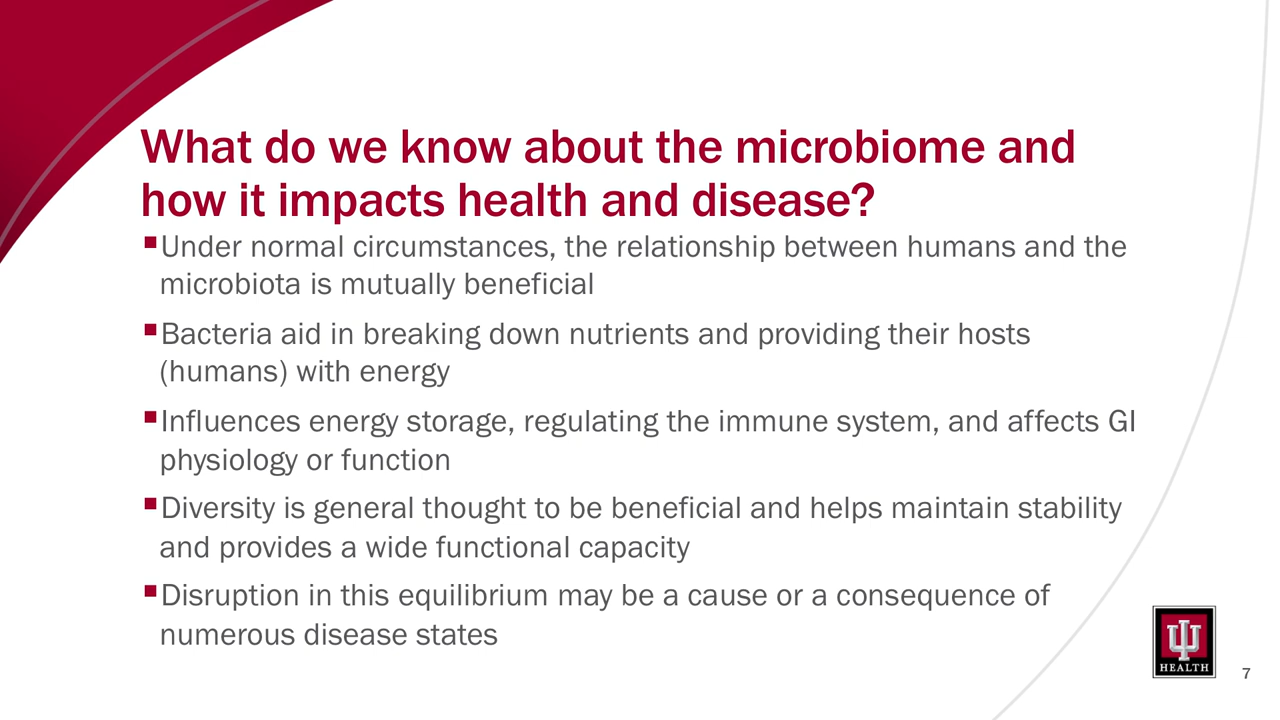 What do we know about the microbiome and
how it impacts health and disease?
Under normal circumstances, the relationship between humans and the
microbiota is mutually beneficial
Bacteria aid in breaking down nutrients and providing their hosts
(humans) with energy
Influences energy storage, regulating the immune system, and affects GI
physiology or function
Diversity is general thought to be beneficial and helps maintain stability
and provides a wide functional capacity
Disruption in this equilibrium may be a cause or a consequence of
numerous disease states
HEALTH
7